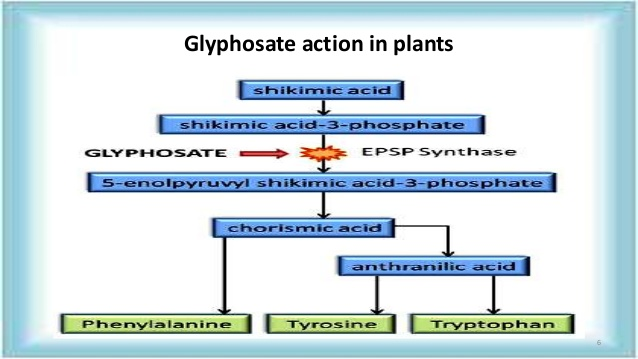 Glyphosate action in plants
shikimic acid
shikimic acid-3-phosphate
GLYPHOSATE
EPSP Synthase
5-enolpyruvyl shikimic acid-3-phosphate
chorismic acid
anthranilic acid
Phenylalanine
Tyrosine
Tryptophan
6